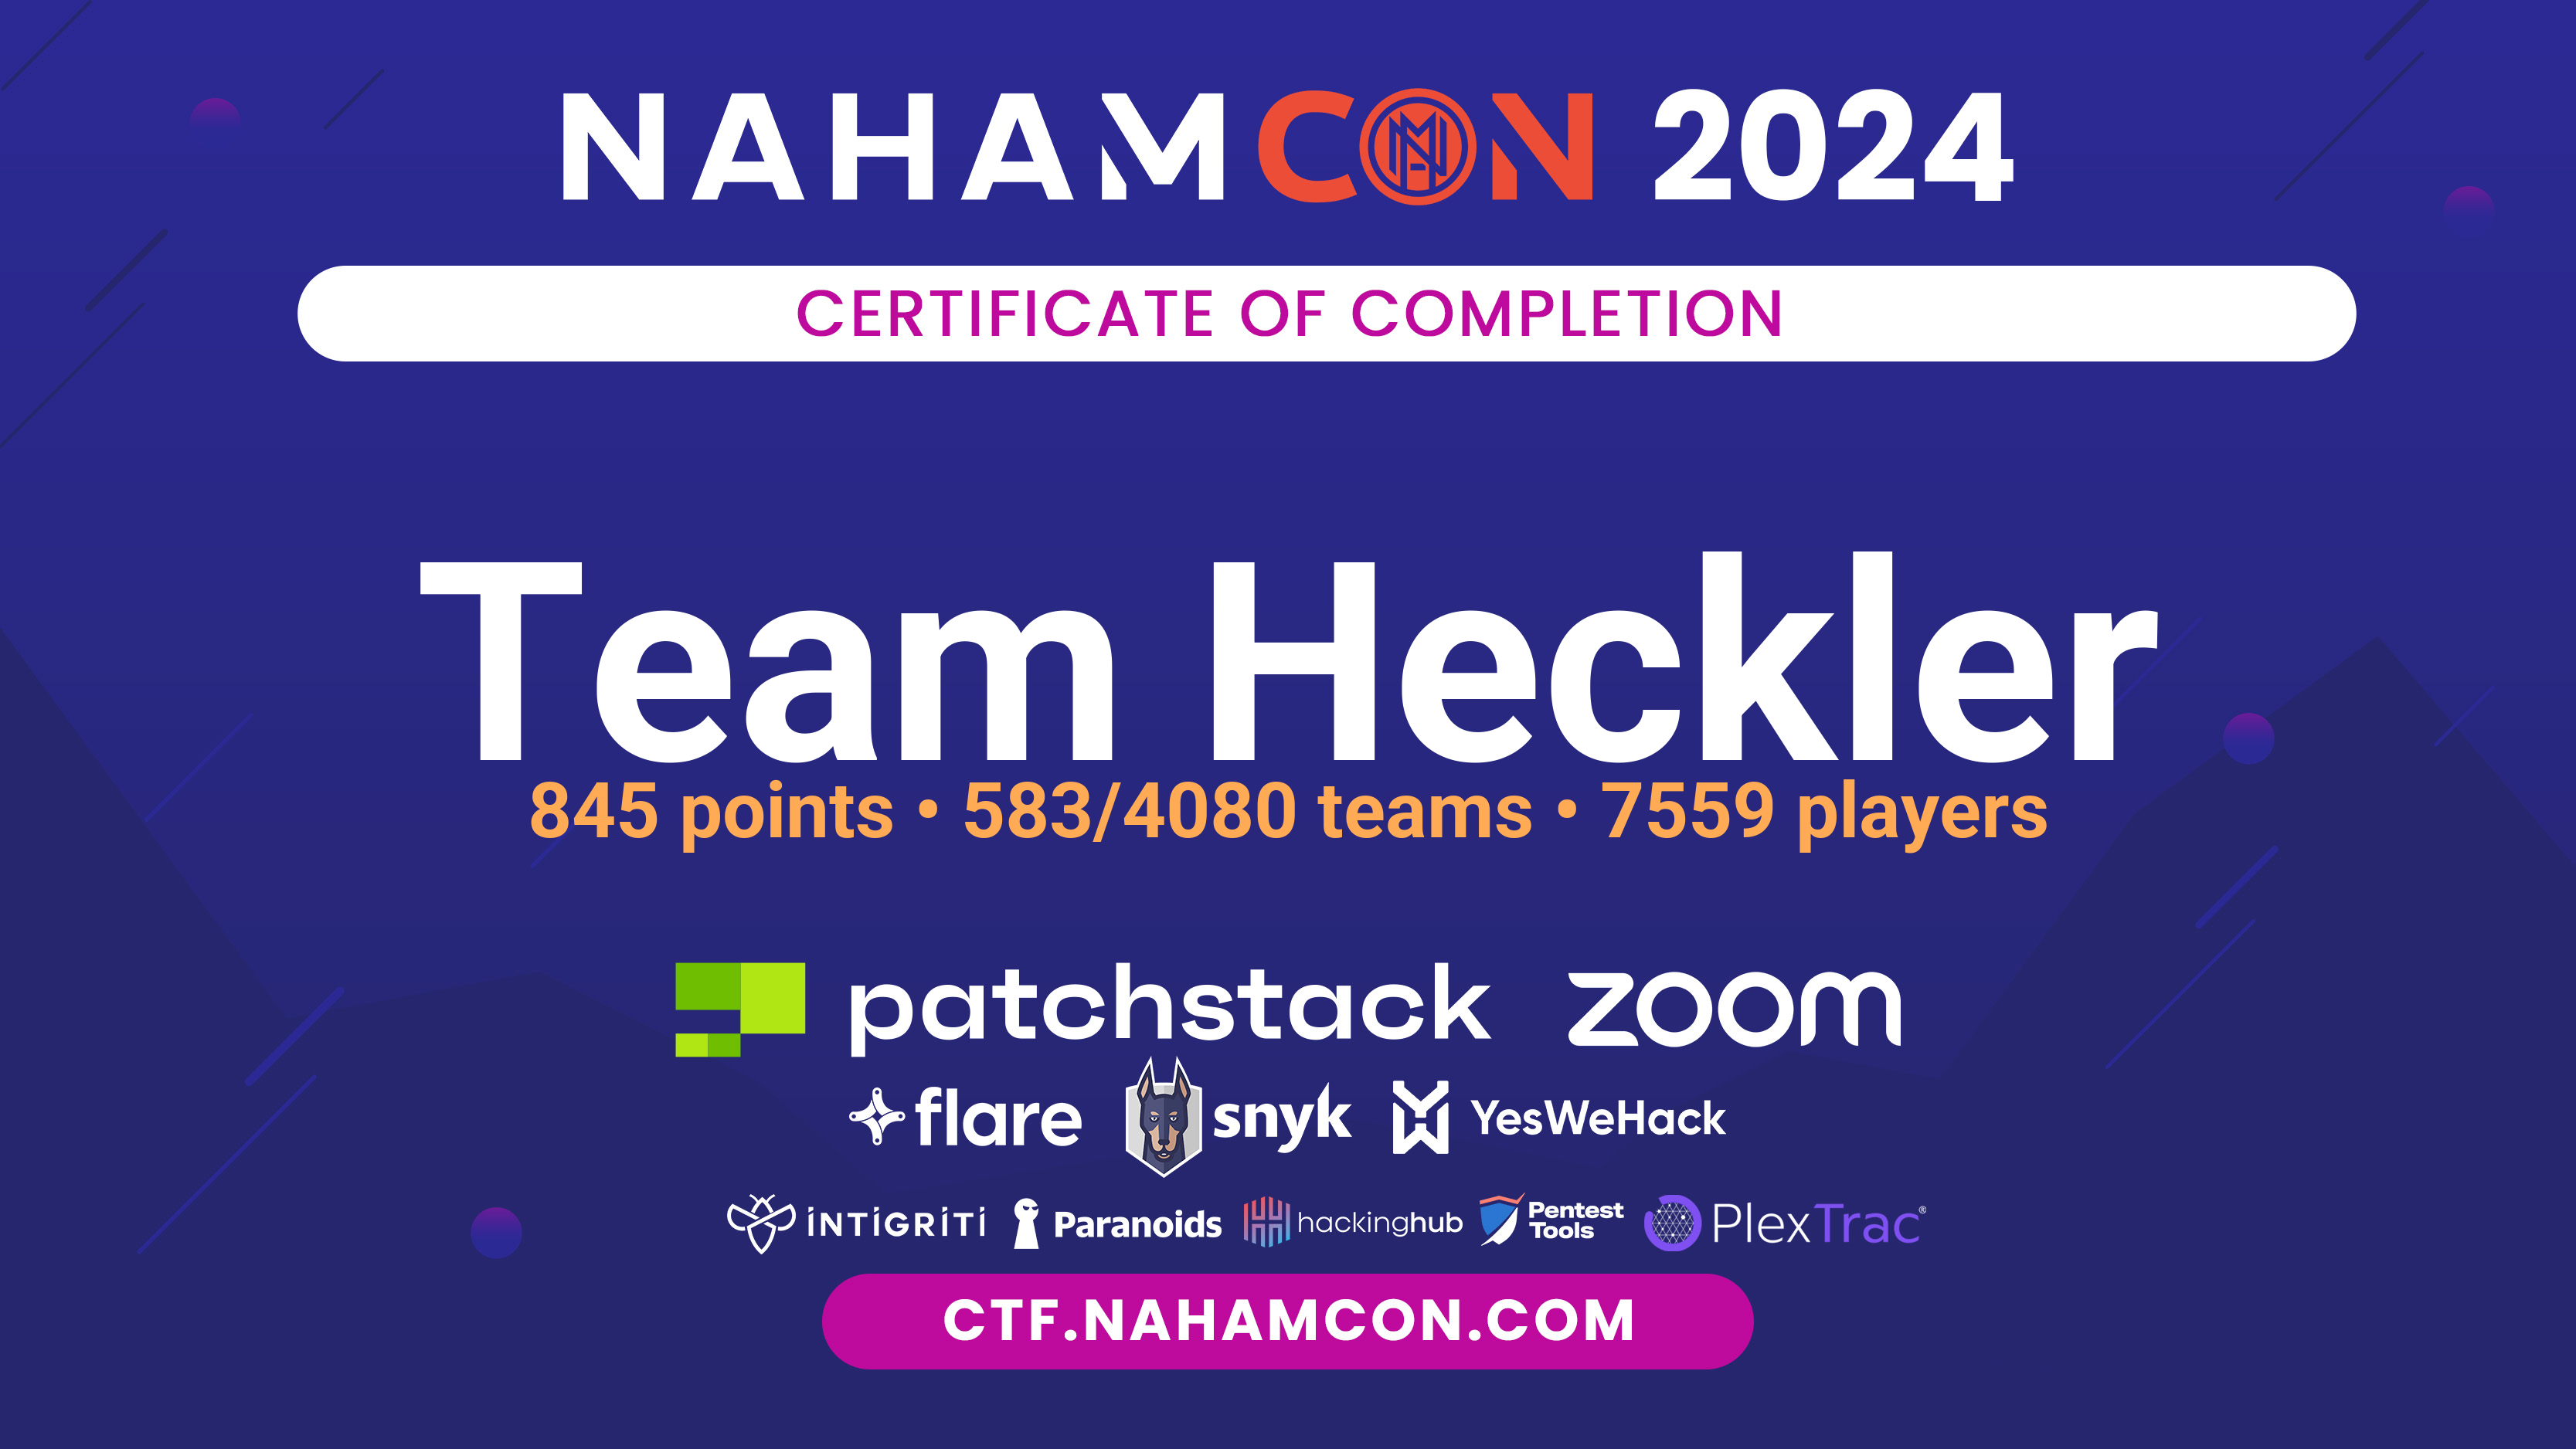 NAHAMCON 2024
CERTIFICATE OF COMPLETION
Team Heckler
845 points • 583/4080 teams • 7559 players
patchstack zoom
flare snyk YesWeHack
INTIGRITI Paranoids hackinghub Pentest Tools PlexTrac®
CTF.NAHAMCON.COM